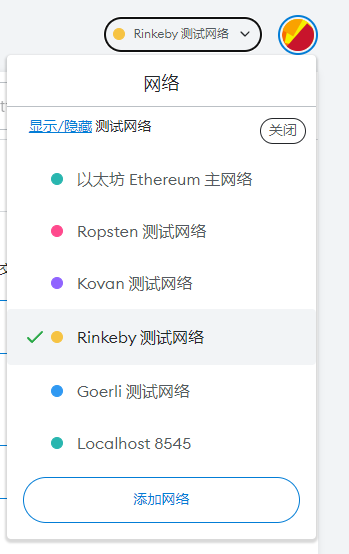 Rinkeby 测试网络
网络
显示/隐藏 测试网络
关闭
以太坊 Ethereum 主网络
Ropsten 测试网络
Kovan 测试网络
Rinkeby 测试网络
Goerli 测试网络
Localhost 8545
添加网络